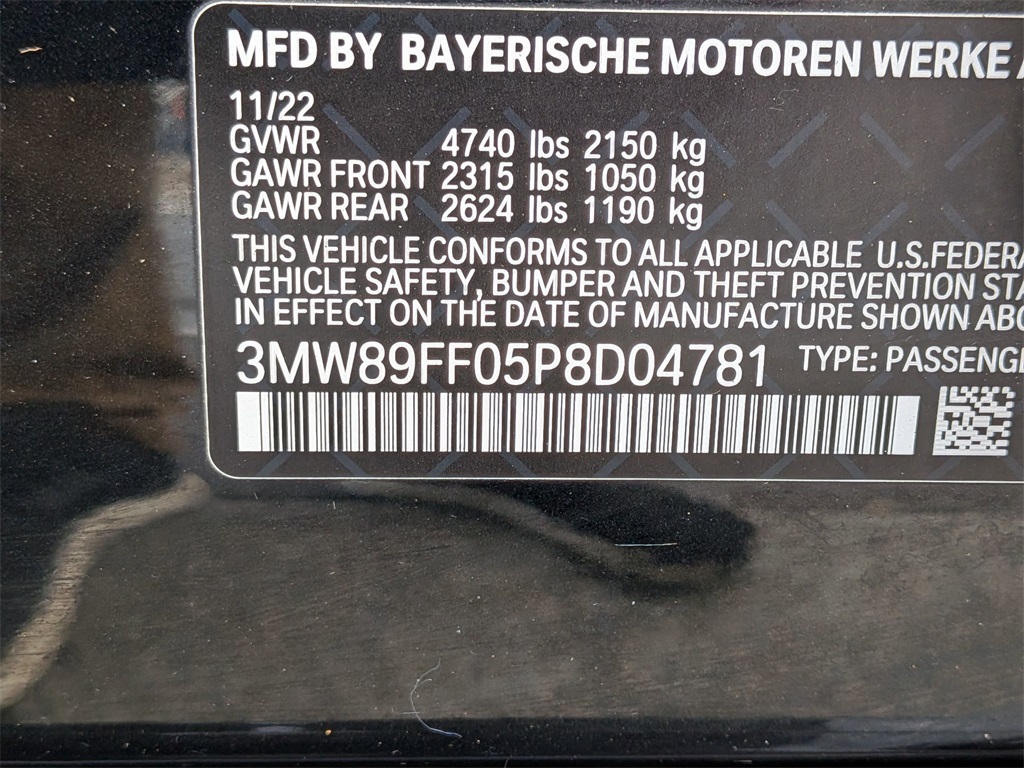 MFD BY BAYERISCHE MOTOREN WERKE
11/22
GVWR 4740 lbs 2150 kg
GAWR FRONT 2315 lbs 1050 kg
GAWR REAR 2624 lbs 1190 kg
THIS VEHICLE CONFORMS TO ALL APPLICABLE U.S.FEDERA
VEHICLE SAFETY, BUMPER AND THEFT PREVENTION STA
IN EFFECT ON THE DATE OF MANUFACTURE SHOWN ABO
3MW89FF05P8D04781 TYPE: PASSENGE